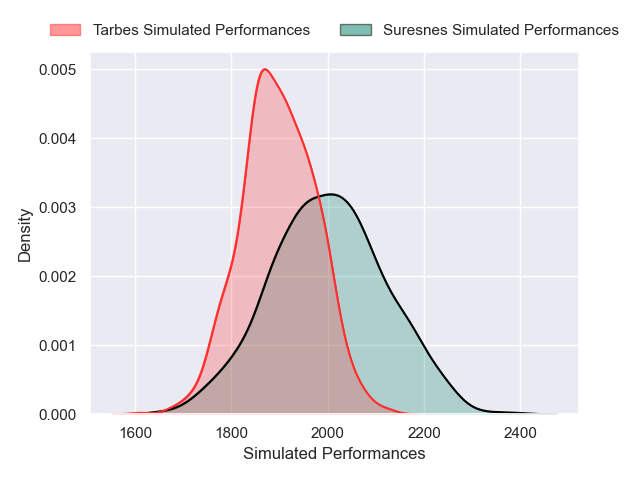 Tarbes Simulated Performances Suresnes Simulated Performances
0.005
0.004
0.003
0.002
0.001
0.000
Density
1600 1800 2000 2200 2400
Simulated Performances